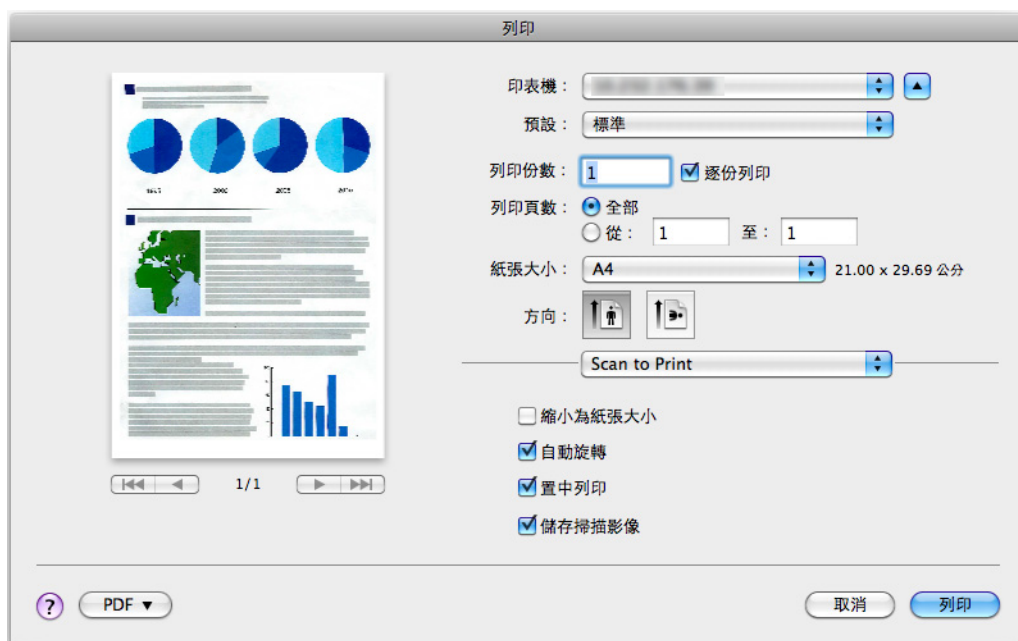 列印
印表機：
預設： 標準
列印份數： 1 逐份列印
列印頁數： 全部
從： 1 至： 1
紙張大小： A4 21.00 x 29.69 公分
方向：
Scan to Print
縮小為紙張大小
自動旋轉
置中列印
儲存掃描影像
1/1
? PDF ▼ 取消 列印